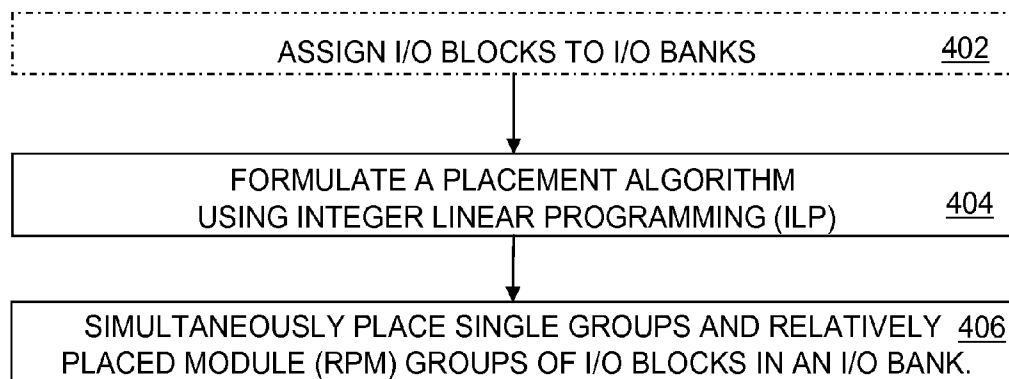 ASSIGN I/O BLOCKS TO I/O BANKS 402
FORMULATE A PLACEMENT ALGORITHM
USING INTEGER LINEAR PROGRAMMING (ILP) 404
SIMULTANEOUSLY PLACE SINGLE GROUPS AND RELATIVELY 406
PLACED MODULE (RPM) GROUPS OF I/O BLOCKS IN AN I/O BANK.